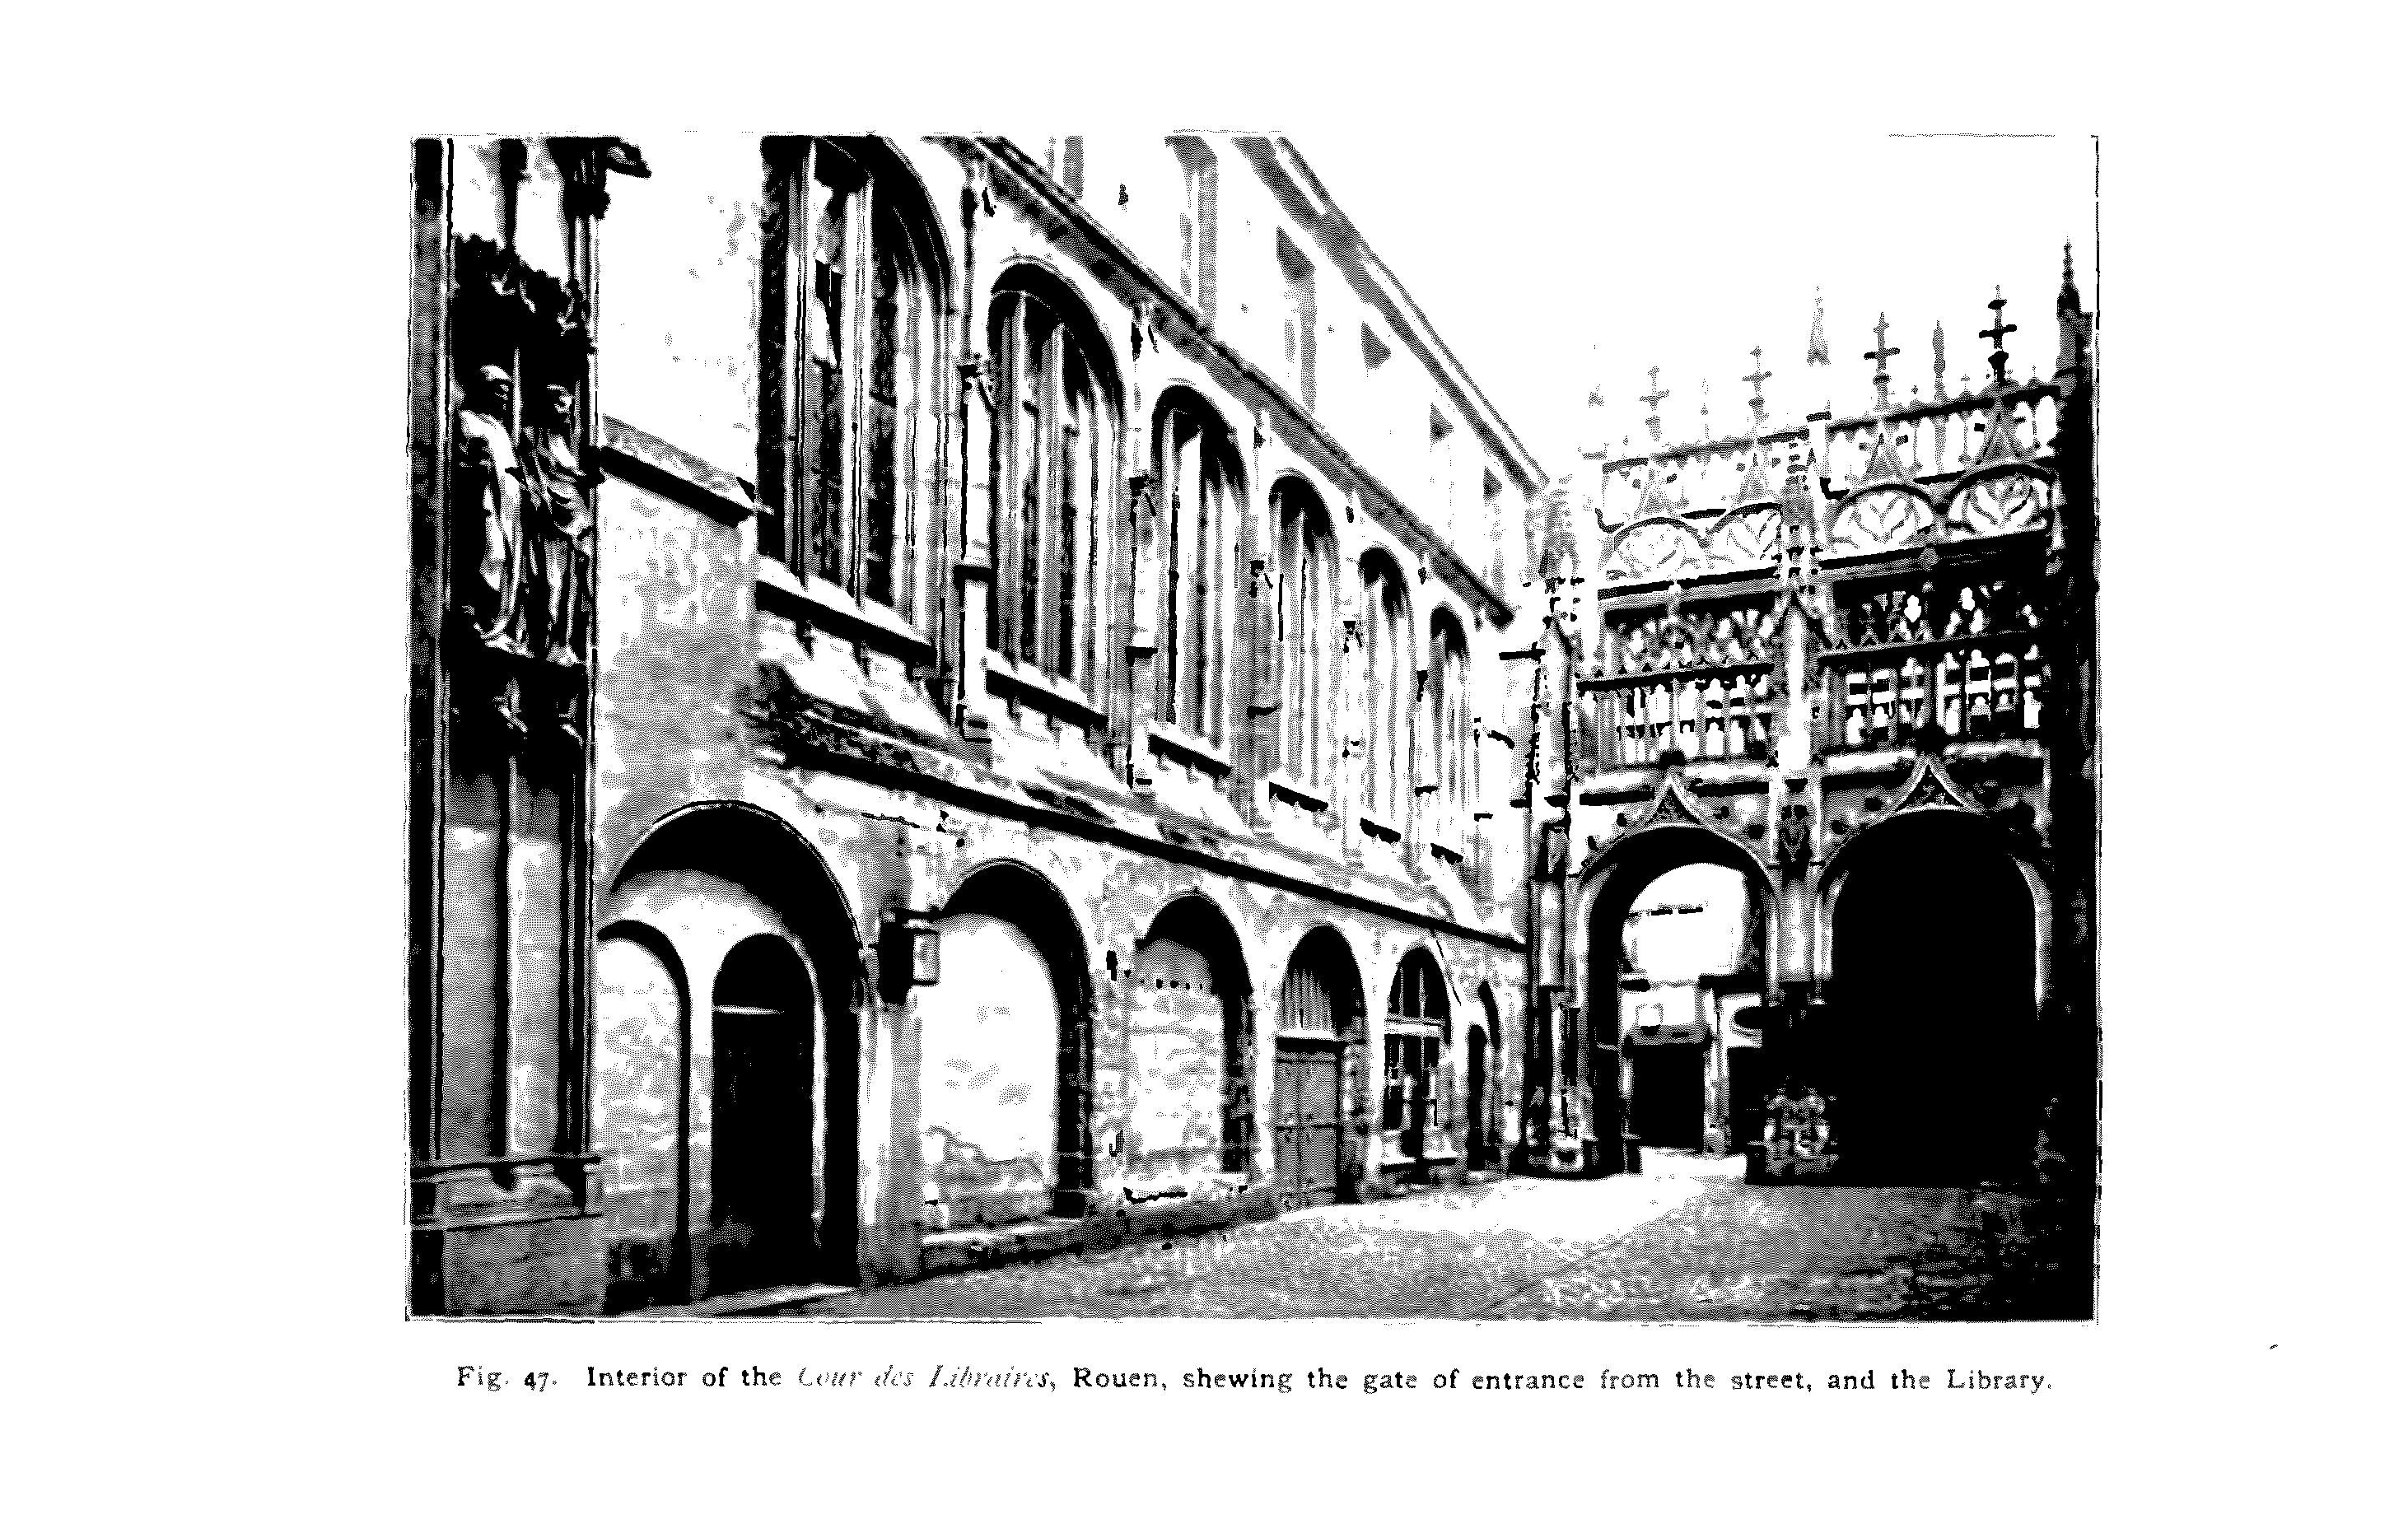 Fig. 47. Interior of the Cour des Libraires, Rouen, shewing the gate of entrance from the street, and the Library.